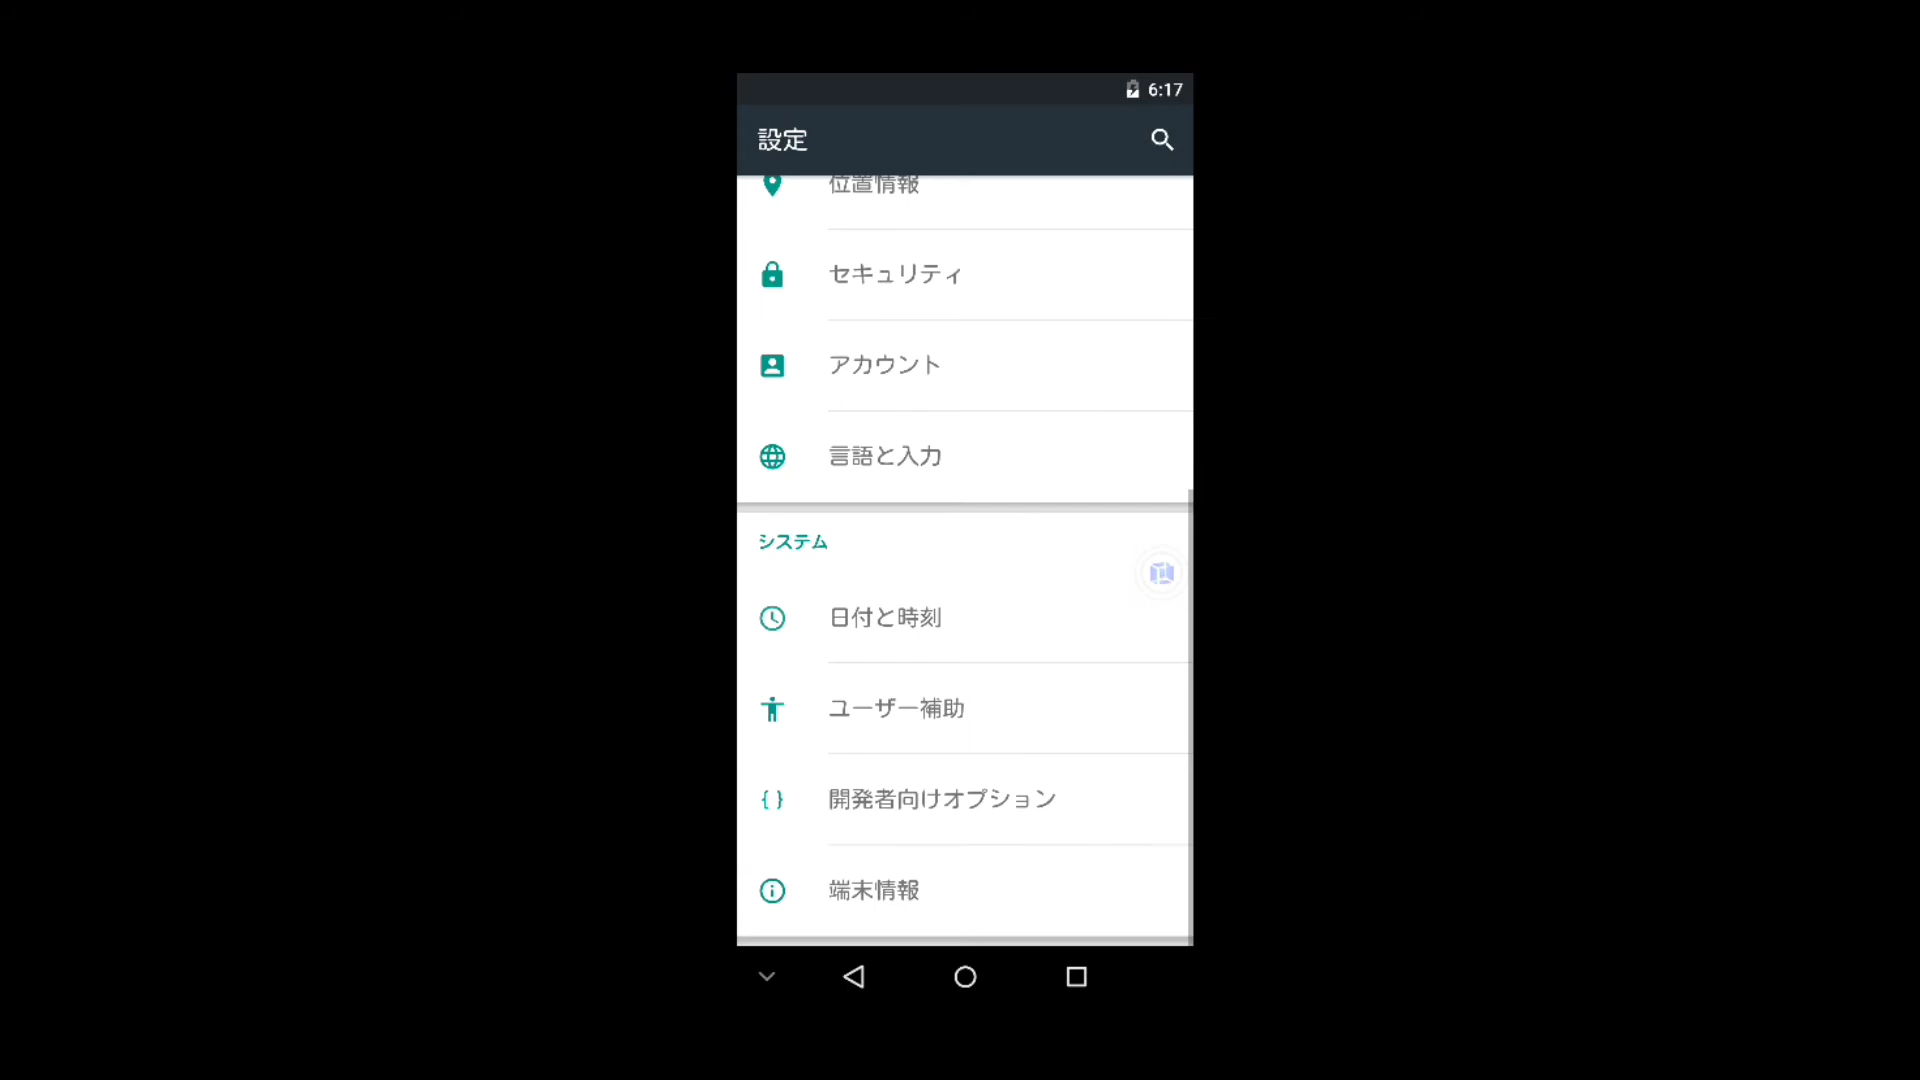 6:17
設定
位置情報
セキュリティ
アカウント
言語と入力
システム
日付と時刻
ユーザー補助
{ } 開発者向けオプション
端末情報